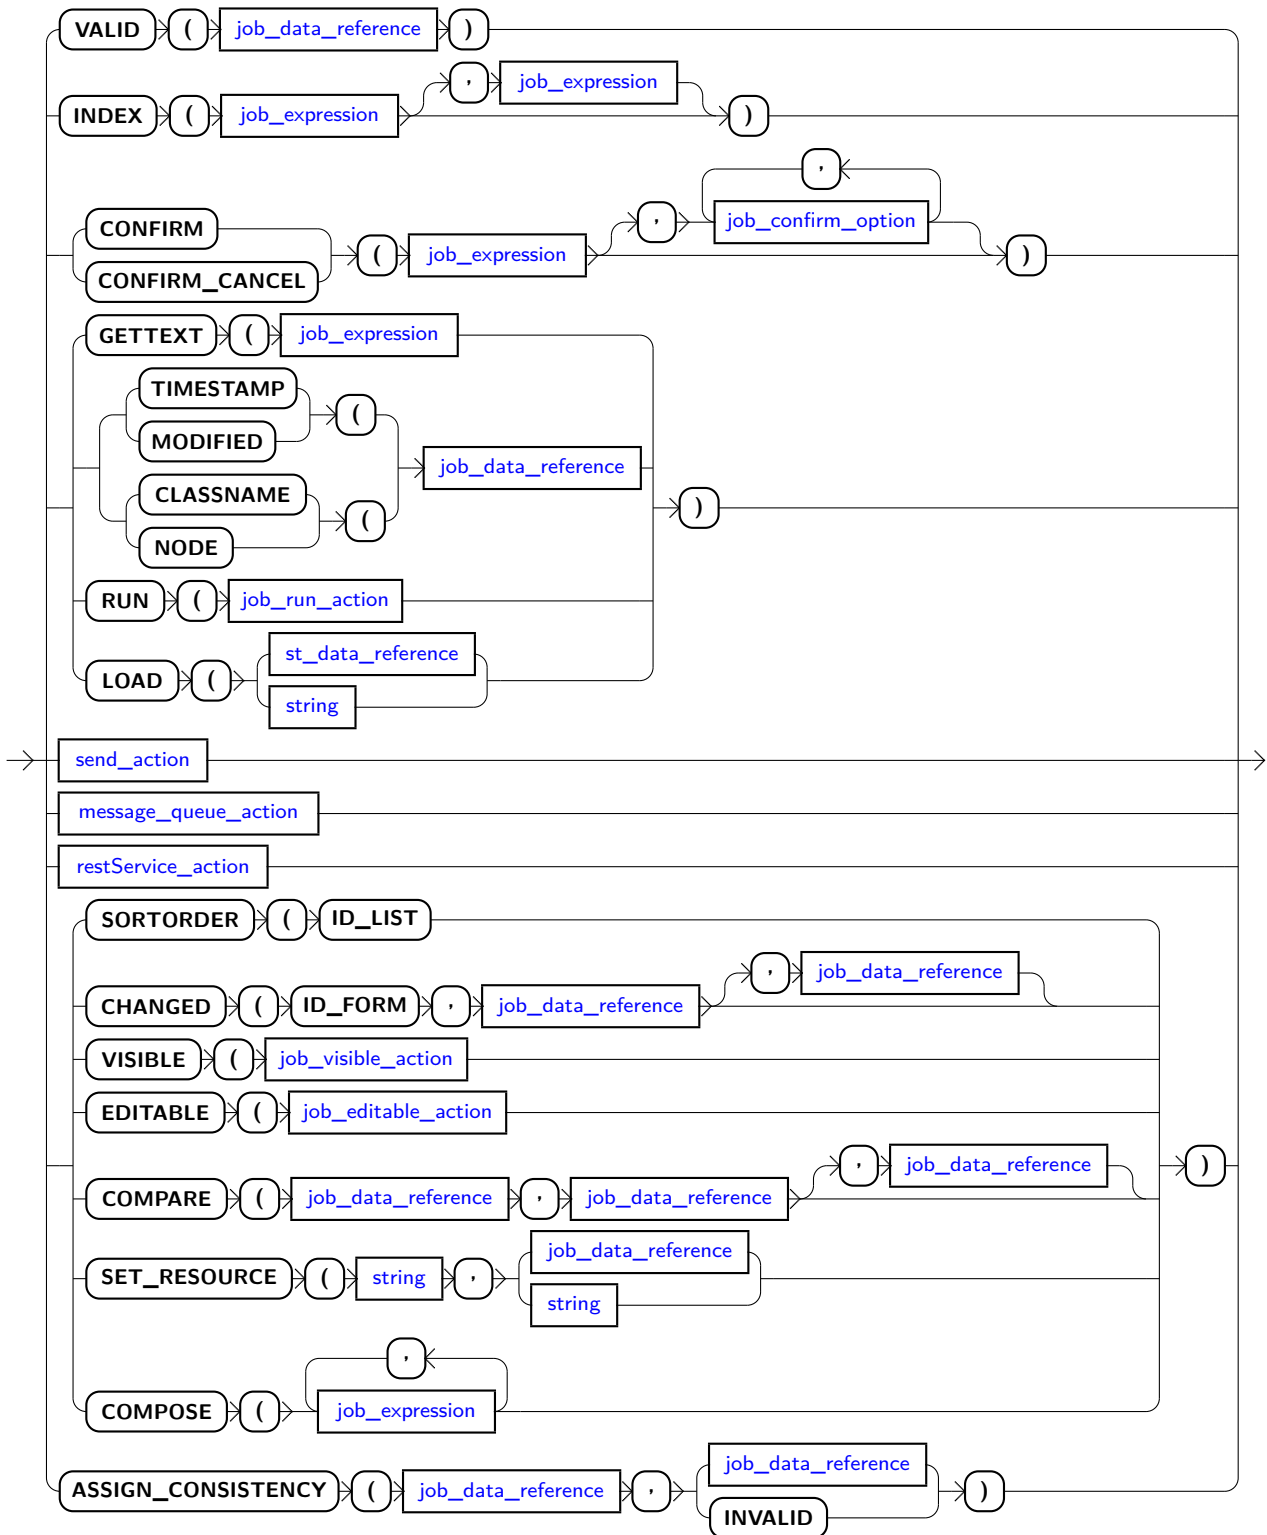 VALID ( job_data_reference )
, job_expression
INDEX ( job_expression )
,
CONFIRM , job_confirm_option
( job_expression )
CONFIRM_CANCEL
GETTEXT ( job_expression
TIMESTAMP
(
MODIFIED
job_data_reference
CLASSNAME
(
)
NODE
RUN ( job_run_action
st_data_reference
LOAD (
string
send_action
message_queue_action
restService_action
SORTORDER ( ID_LIST
, job_data_reference
CHANGED ( ID_FORM , job_data_reference
VISIBLE ( job_visible_action
EDITABLE ( job_editable_action
, job_data_reference )
COMPARE ( job_data_reference , job_data_reference
job_data_reference
SET_RESOURCE ( string ,
string
,
COMPOSE ( job_expression
job_data_reference
ASSIGN_CONSISTENCY ( job_data_reference , )
INVALID